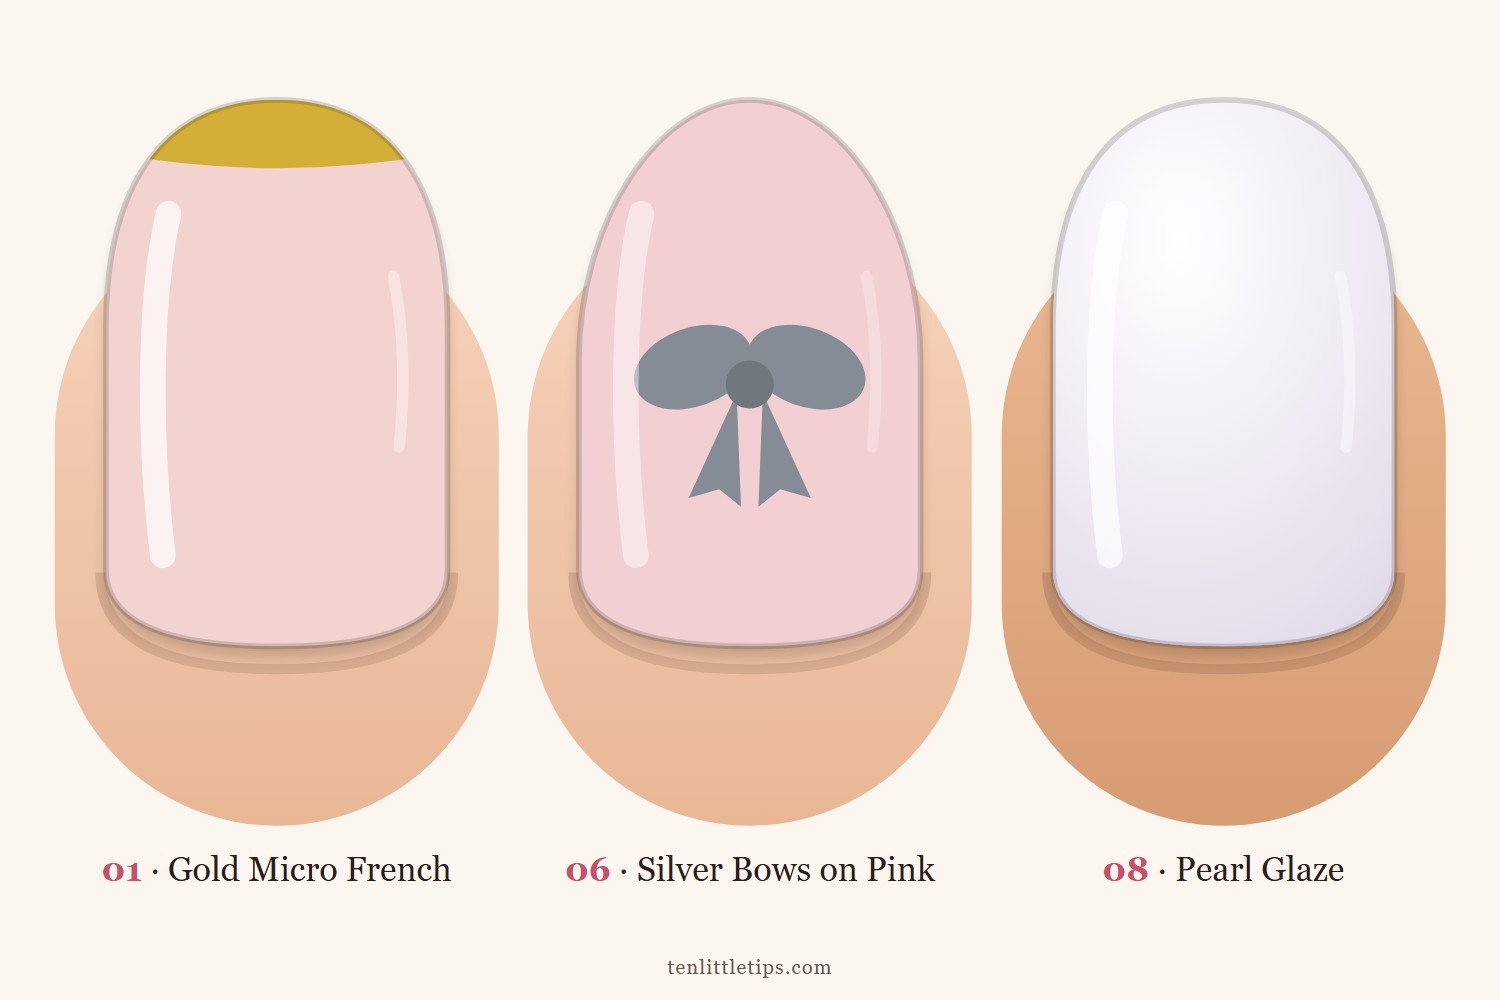 01 · Gold Micro French
06 · Silver Bows on Pink
08 · Pearl Glaze
tenlittletips.com